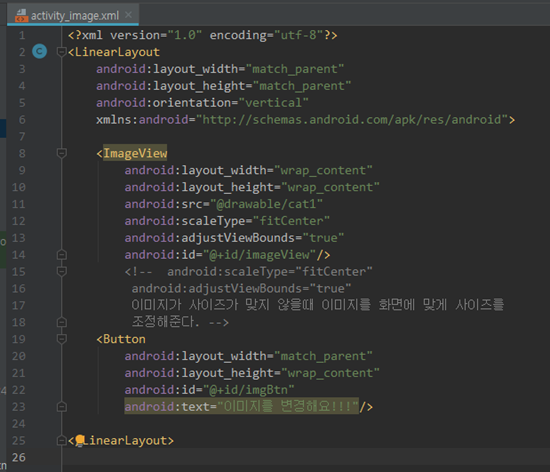 activity_image.xml
1 <?xml version="1.0" encoding="utf-8"?>
2 <LinearLayout
3 android:layout_width="match_parent"
4 android:layout_height="match_parent"
5 android:orientation="vertical"
6 xmlns:android="http://schemas.android.com/apk/res/android">
7
8 <ImageView
9 android:layout_width="wrap_content"
10 android:layout_height="wrap_content"
11 android:src="@drawable/cat1"
12 android:scaleType="fitCenter"
13 android:adjustViewBounds="true"
14 android:id="@+id/imageView"/>
15 <!-- android:scaleType="fitCenter"
16 android:adjustViewBounds="true"
17 이미지가 사이즈가 맞지 않을때 이미지를 화면에 맞게 사이즈를
18 조정해준다. -->
19 <Button
20 android:layout_width="match_parent"
21 android:layout_height="wrap_content"
22 android:id="@+id/imgBtn"
23 android:text="이미지를 변경해요!!!"/>
24
25 <LinearLayout>
26